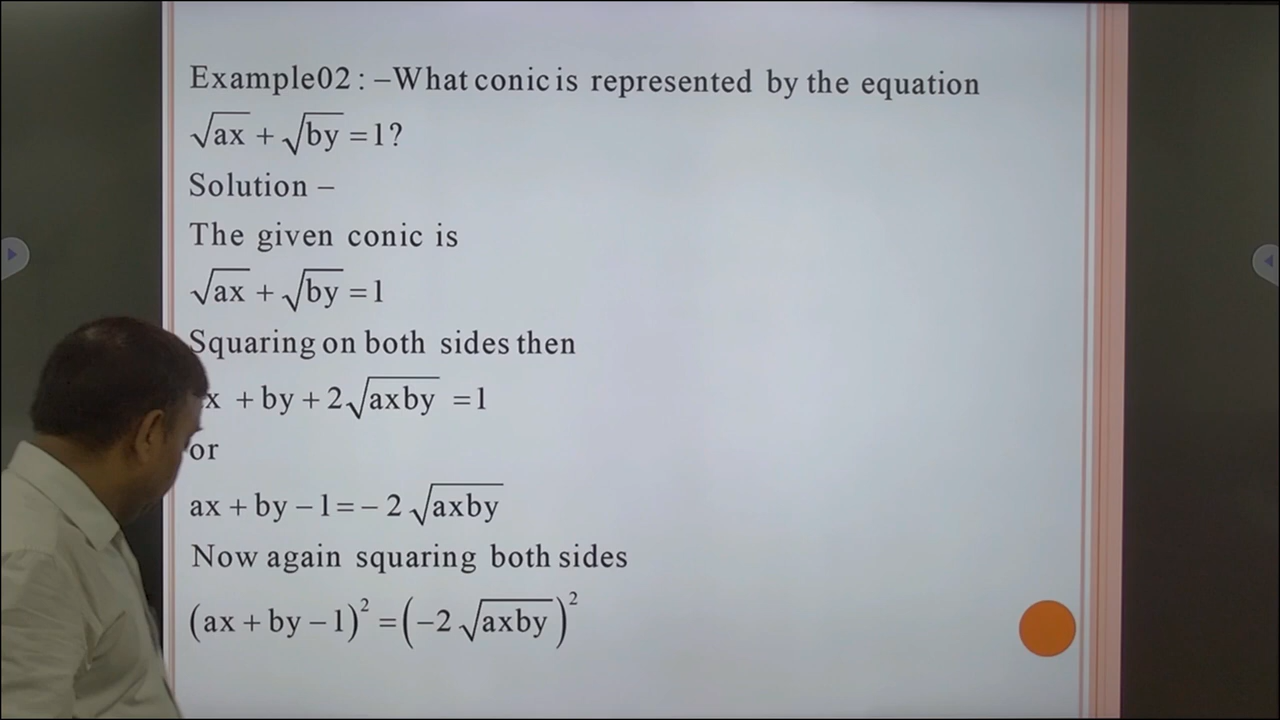 Example02 : –What conic is represented by the equation
√ax + √by = 1?
Solution –
The given conic is
√ax + √by = 1
Squaring on both sides then
x + by + 2√axby = 1
or
ax + by – 1 = – 2√axby
Now again squaring both sides
(ax + by – 1)² = (–2√axby)²